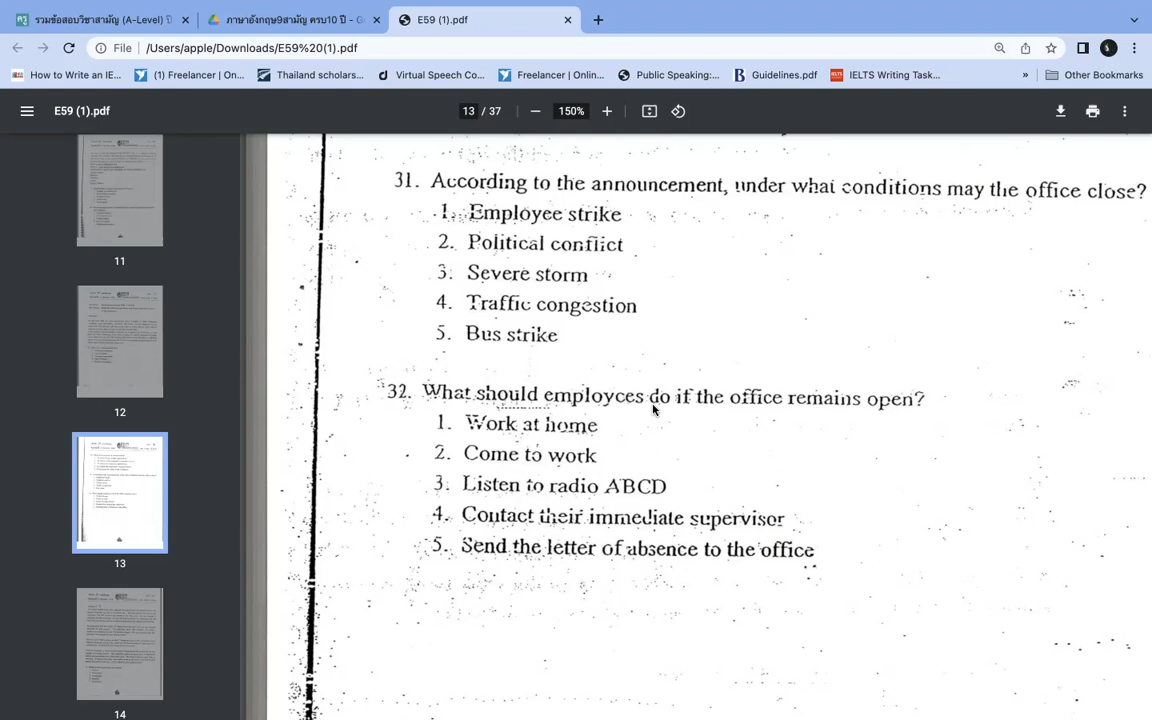 รวมข้อสอบวิชาสามัญ (A-Level) ปี
ภาษาอังกฤษ9สามัญ ครบ10 ปี - G
E59 (1).pdf
File /Users/apple/Downloads/E59%20(1).pdf
How to Write an IE...
(1) Freelancer | On...
Thailand scholars...
Virtual Speech Co...
Freelancer | Onlin...
Public Speaking:...
Guidelines.pdf
IELTS Writing Task...
» Other Bookmarks
E59 (1).pdf
13 / 37
150%
31. According to the announcement, under what conditions may the office close?
1. Employee strike
2. Political conflict
3. Severe storm
4. Traffic congestion
5. Bus strike
32. What should employees do if the office remains open?
1. Work at home
2. Come to work
3. Listen to radio ABCD
4. Contact their immediate supervisor
5. Send the letter of absence to the office
11
12
13
14